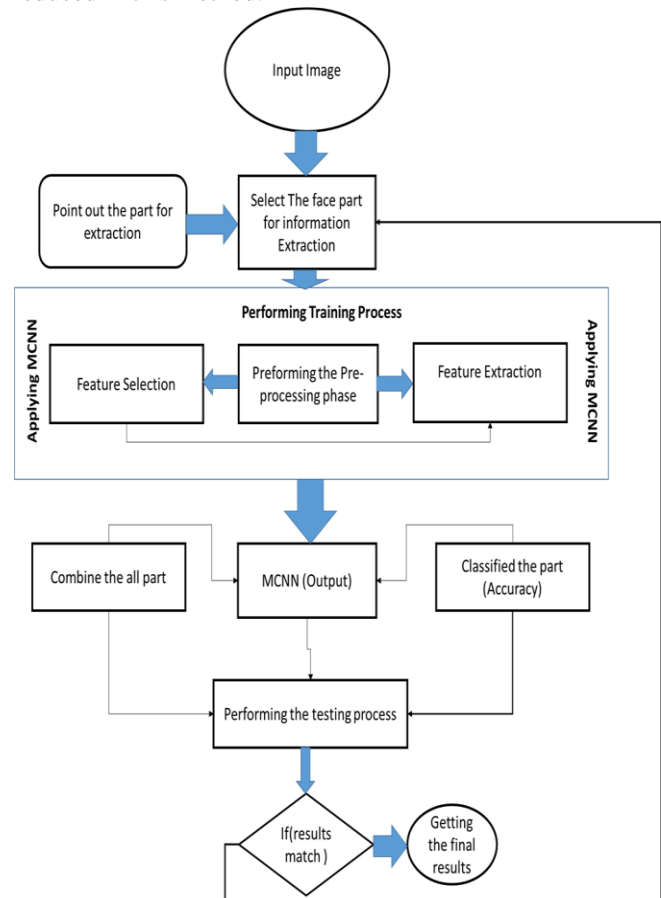 Input Image
Point out the part for
extraction
Select The face part
for information
Extraction
Performing Training Process
Applying MCNN
Feature Selection
Preforming the Pre-
processing phase
Feature Extraction
Applying MCNN
Combine the all part
MCNN (Output)
Classified the part
(Accuracy)
Performing the testing process
If(results
match )
Getting
the final
results